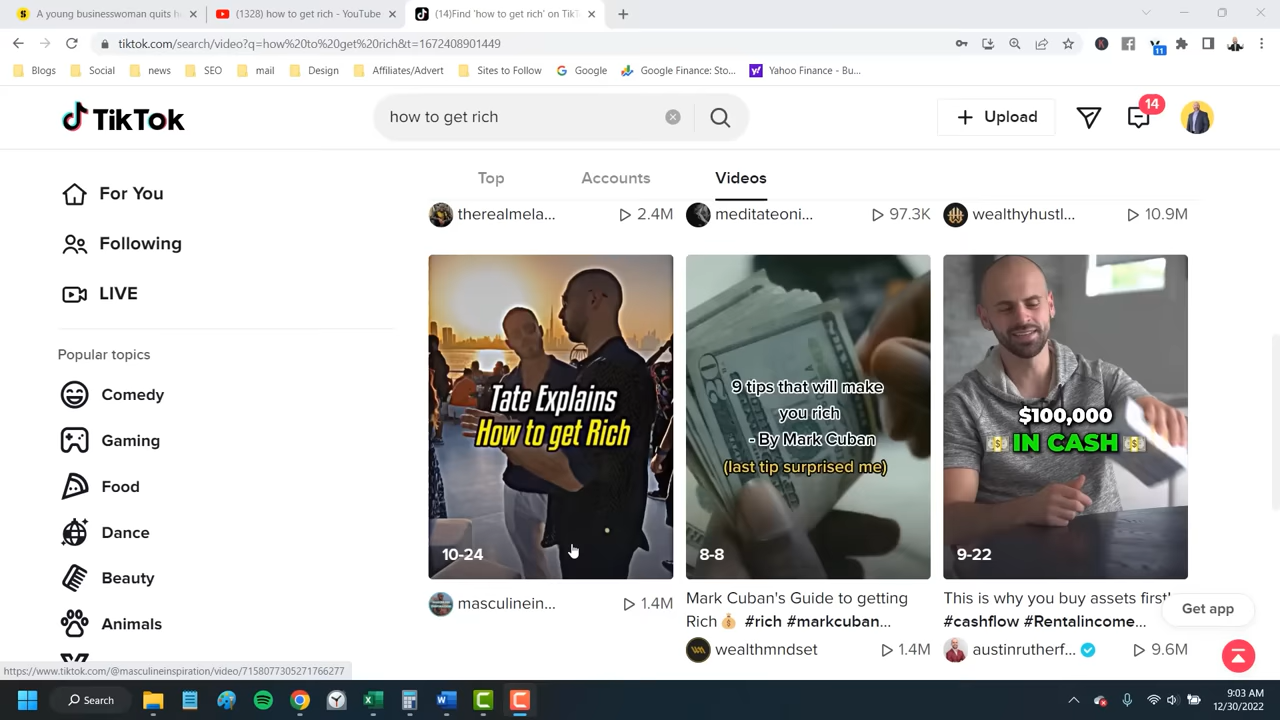 A young businesswoman quits h
(1328) how to get rich - YouTube
(14)Find 'how to get rich' on TikT
tiktok.com/search/video?q=how%20to%20get%20rich&t=1672408901449
11
Blogs
Social
news
SEO
mail
Design
Affiliates/Advert
Sites to Follow
Google
Google Finance: Sto...
Yahoo Finance - Bu...
TikTok
how to get rich
Upload
14
For You
Following
LIVE
Popular topics
Comedy
Gaming
Food
Dance
Beauty
Animals
Top
Accounts
Videos
therealmela...
2.4M
meditateoni...
97.3K
wealthyhustl...
10.9M
Tate Explains
How to get Rich
10-24
masculinein...
1.4M
9 tips that will make
you rich
- By Mark Cuban
(last tip surprised me)
8-8
Mark Cuban's Guide to getting
Rich💰 #rich #markcuban...
wealthmndset
1.4M
$100,000
IN CASH
9-22
This is why you buy assets first!
#cashflow #Rentalincome...
austinrutherf...
9.6M
Get app
https://www.tiktok.com/@masculineinspiration/video/7158077305271766277
Search
9:03 AM
12/30/2022